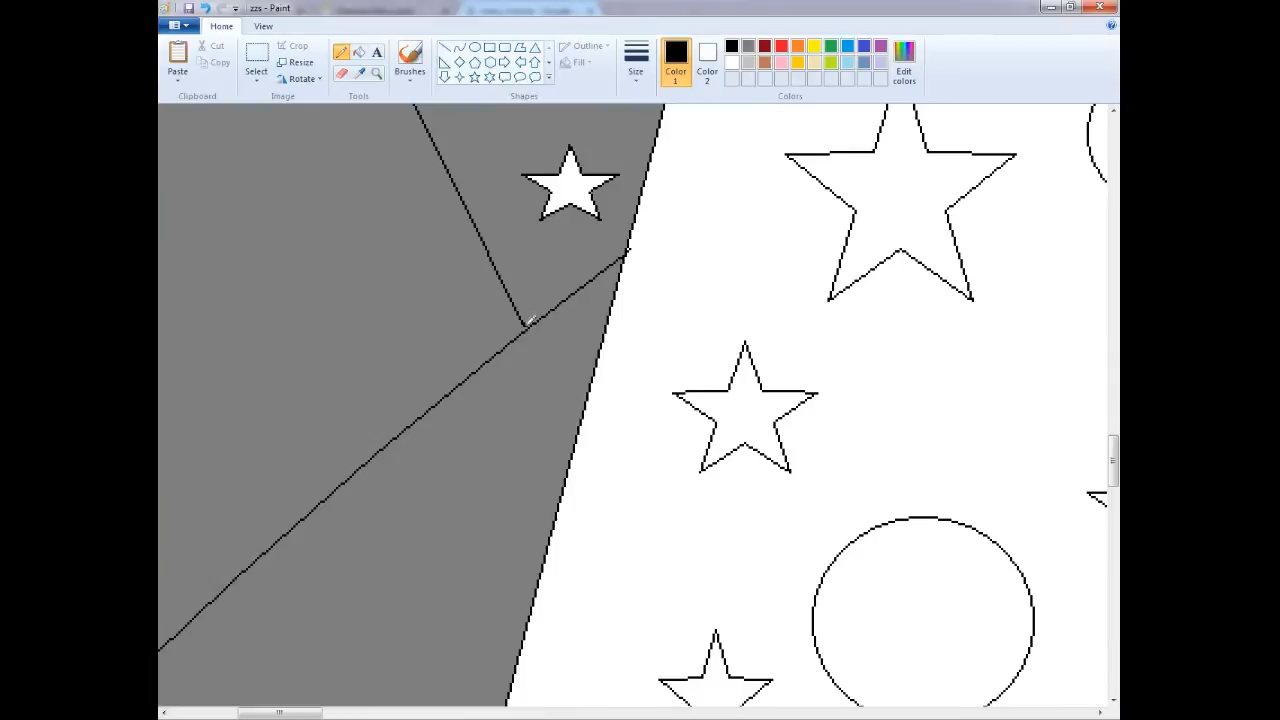 zzs - Paint
Home View
Paste
Cut
Copy
Clipboard
Select
Crop
Resize
Rotate
Image
A
Tools
Brushes
Shapes
Outline
Fill
Size
Color 1
Color 2
Colors
Edit colors